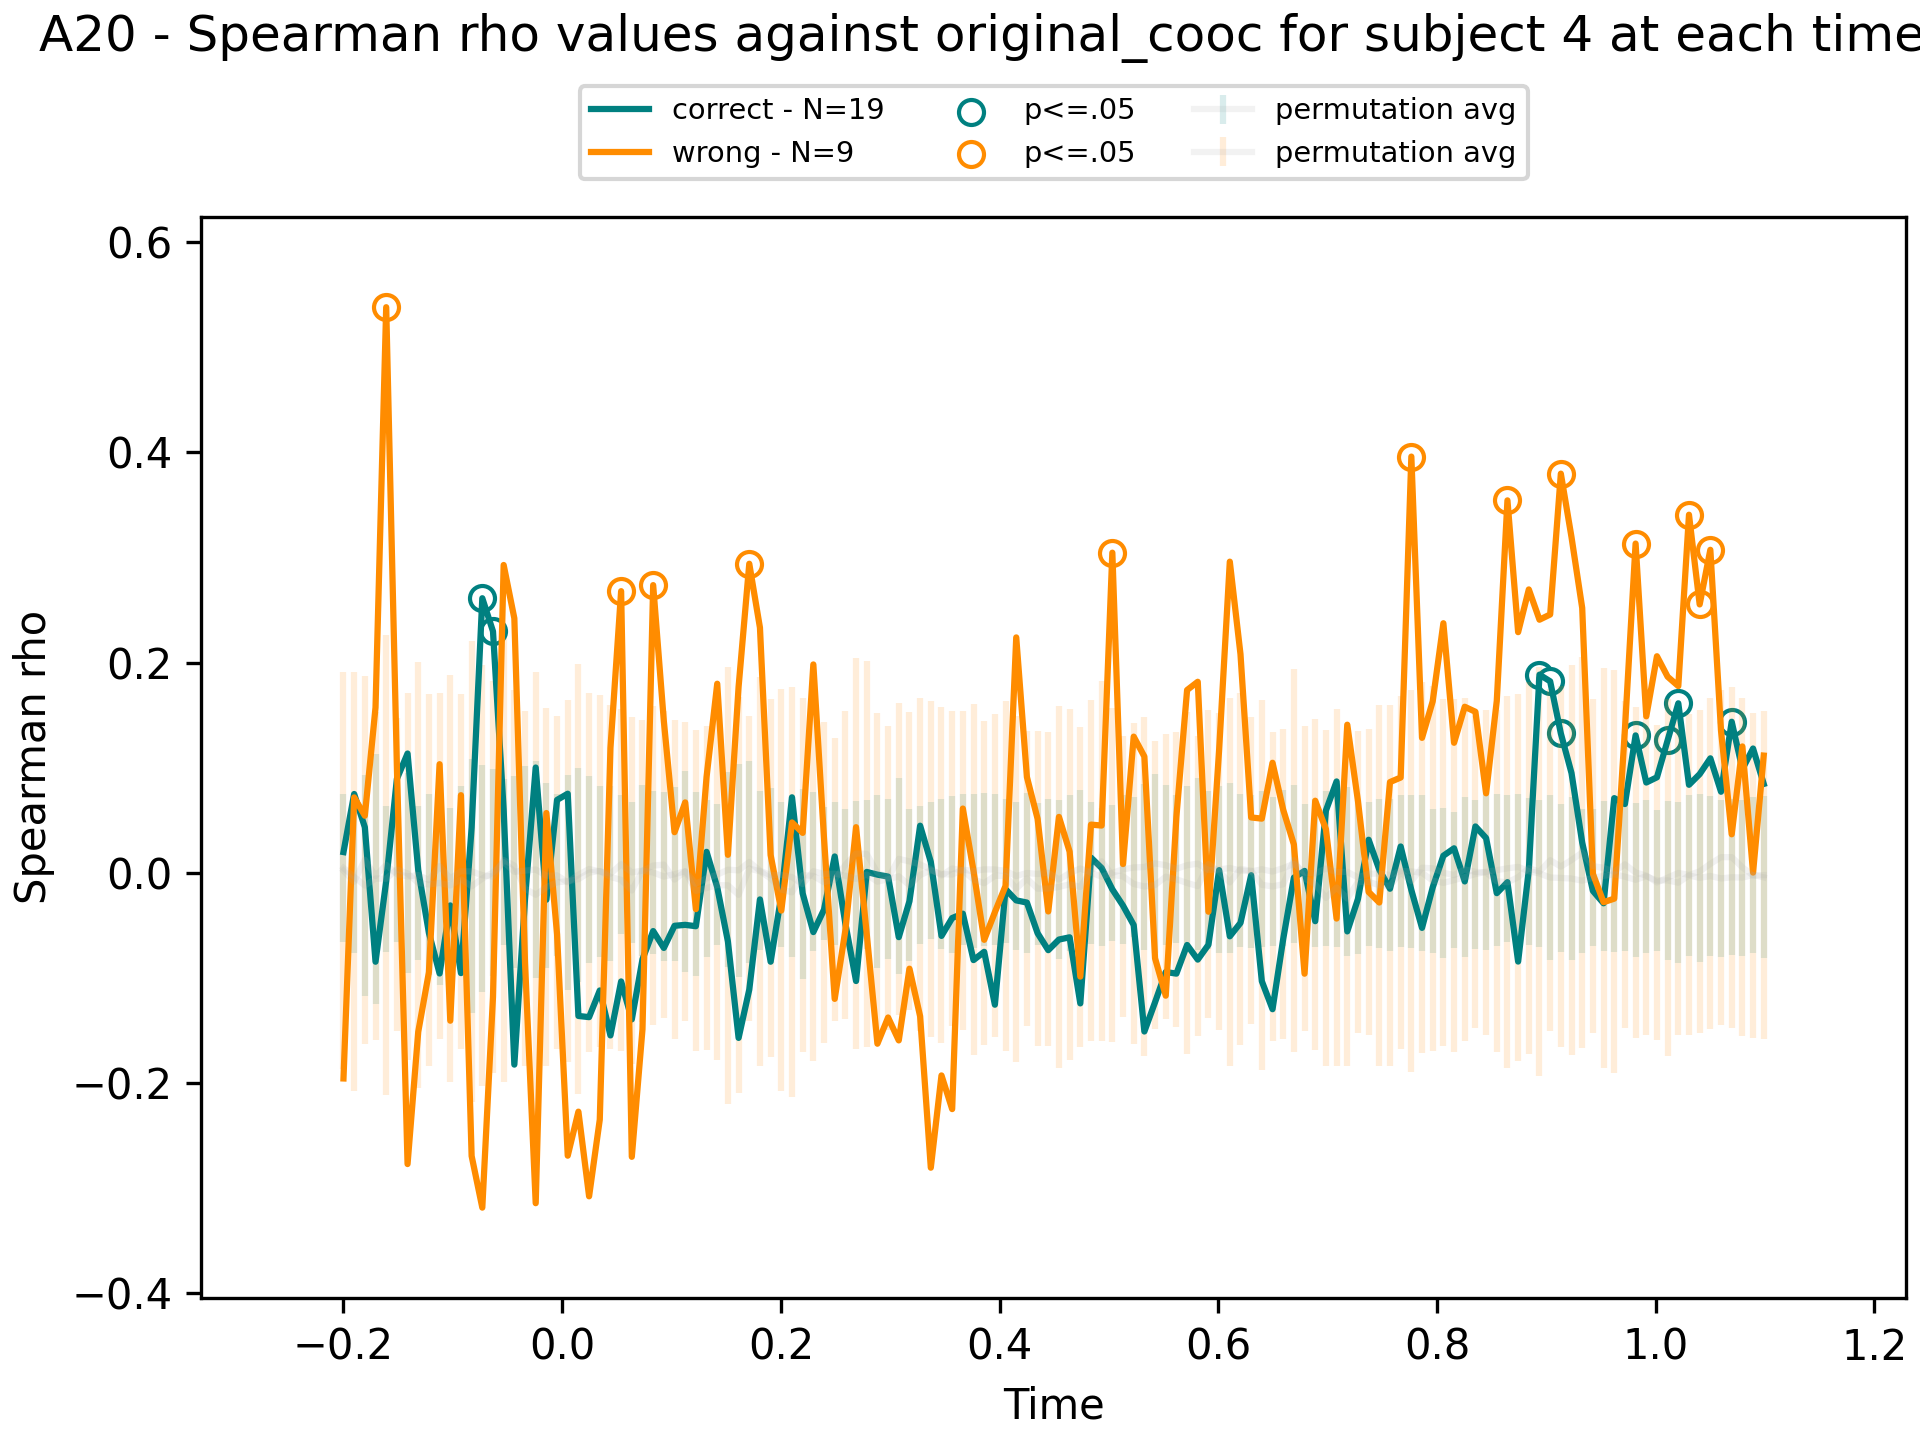 A20 - Spearman rho values against original_cooc for subject 4 at each time
correct - N=19
wrong - N=9
p<=.05
p<=.05
permutation avg
permutation avg
Spearman rho
0.6
0.4
0.2
0.0
−0.2
−0.4
−0.2 0.0 0.2 0.4 0.6 0.8 1.0 1.2
Time